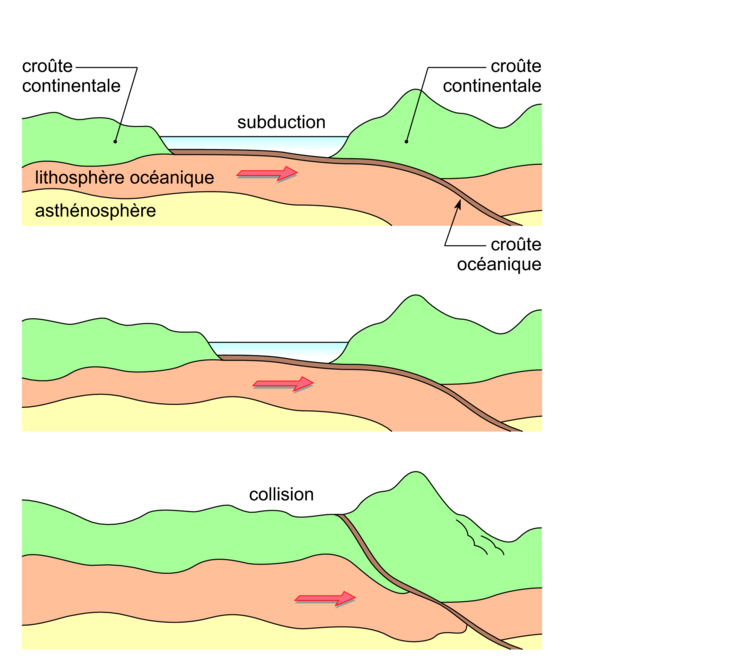 croûte
continentale
croûte
continentale
subduction
lithosphère océanique
asthénosphère
croûte
océanique
collision